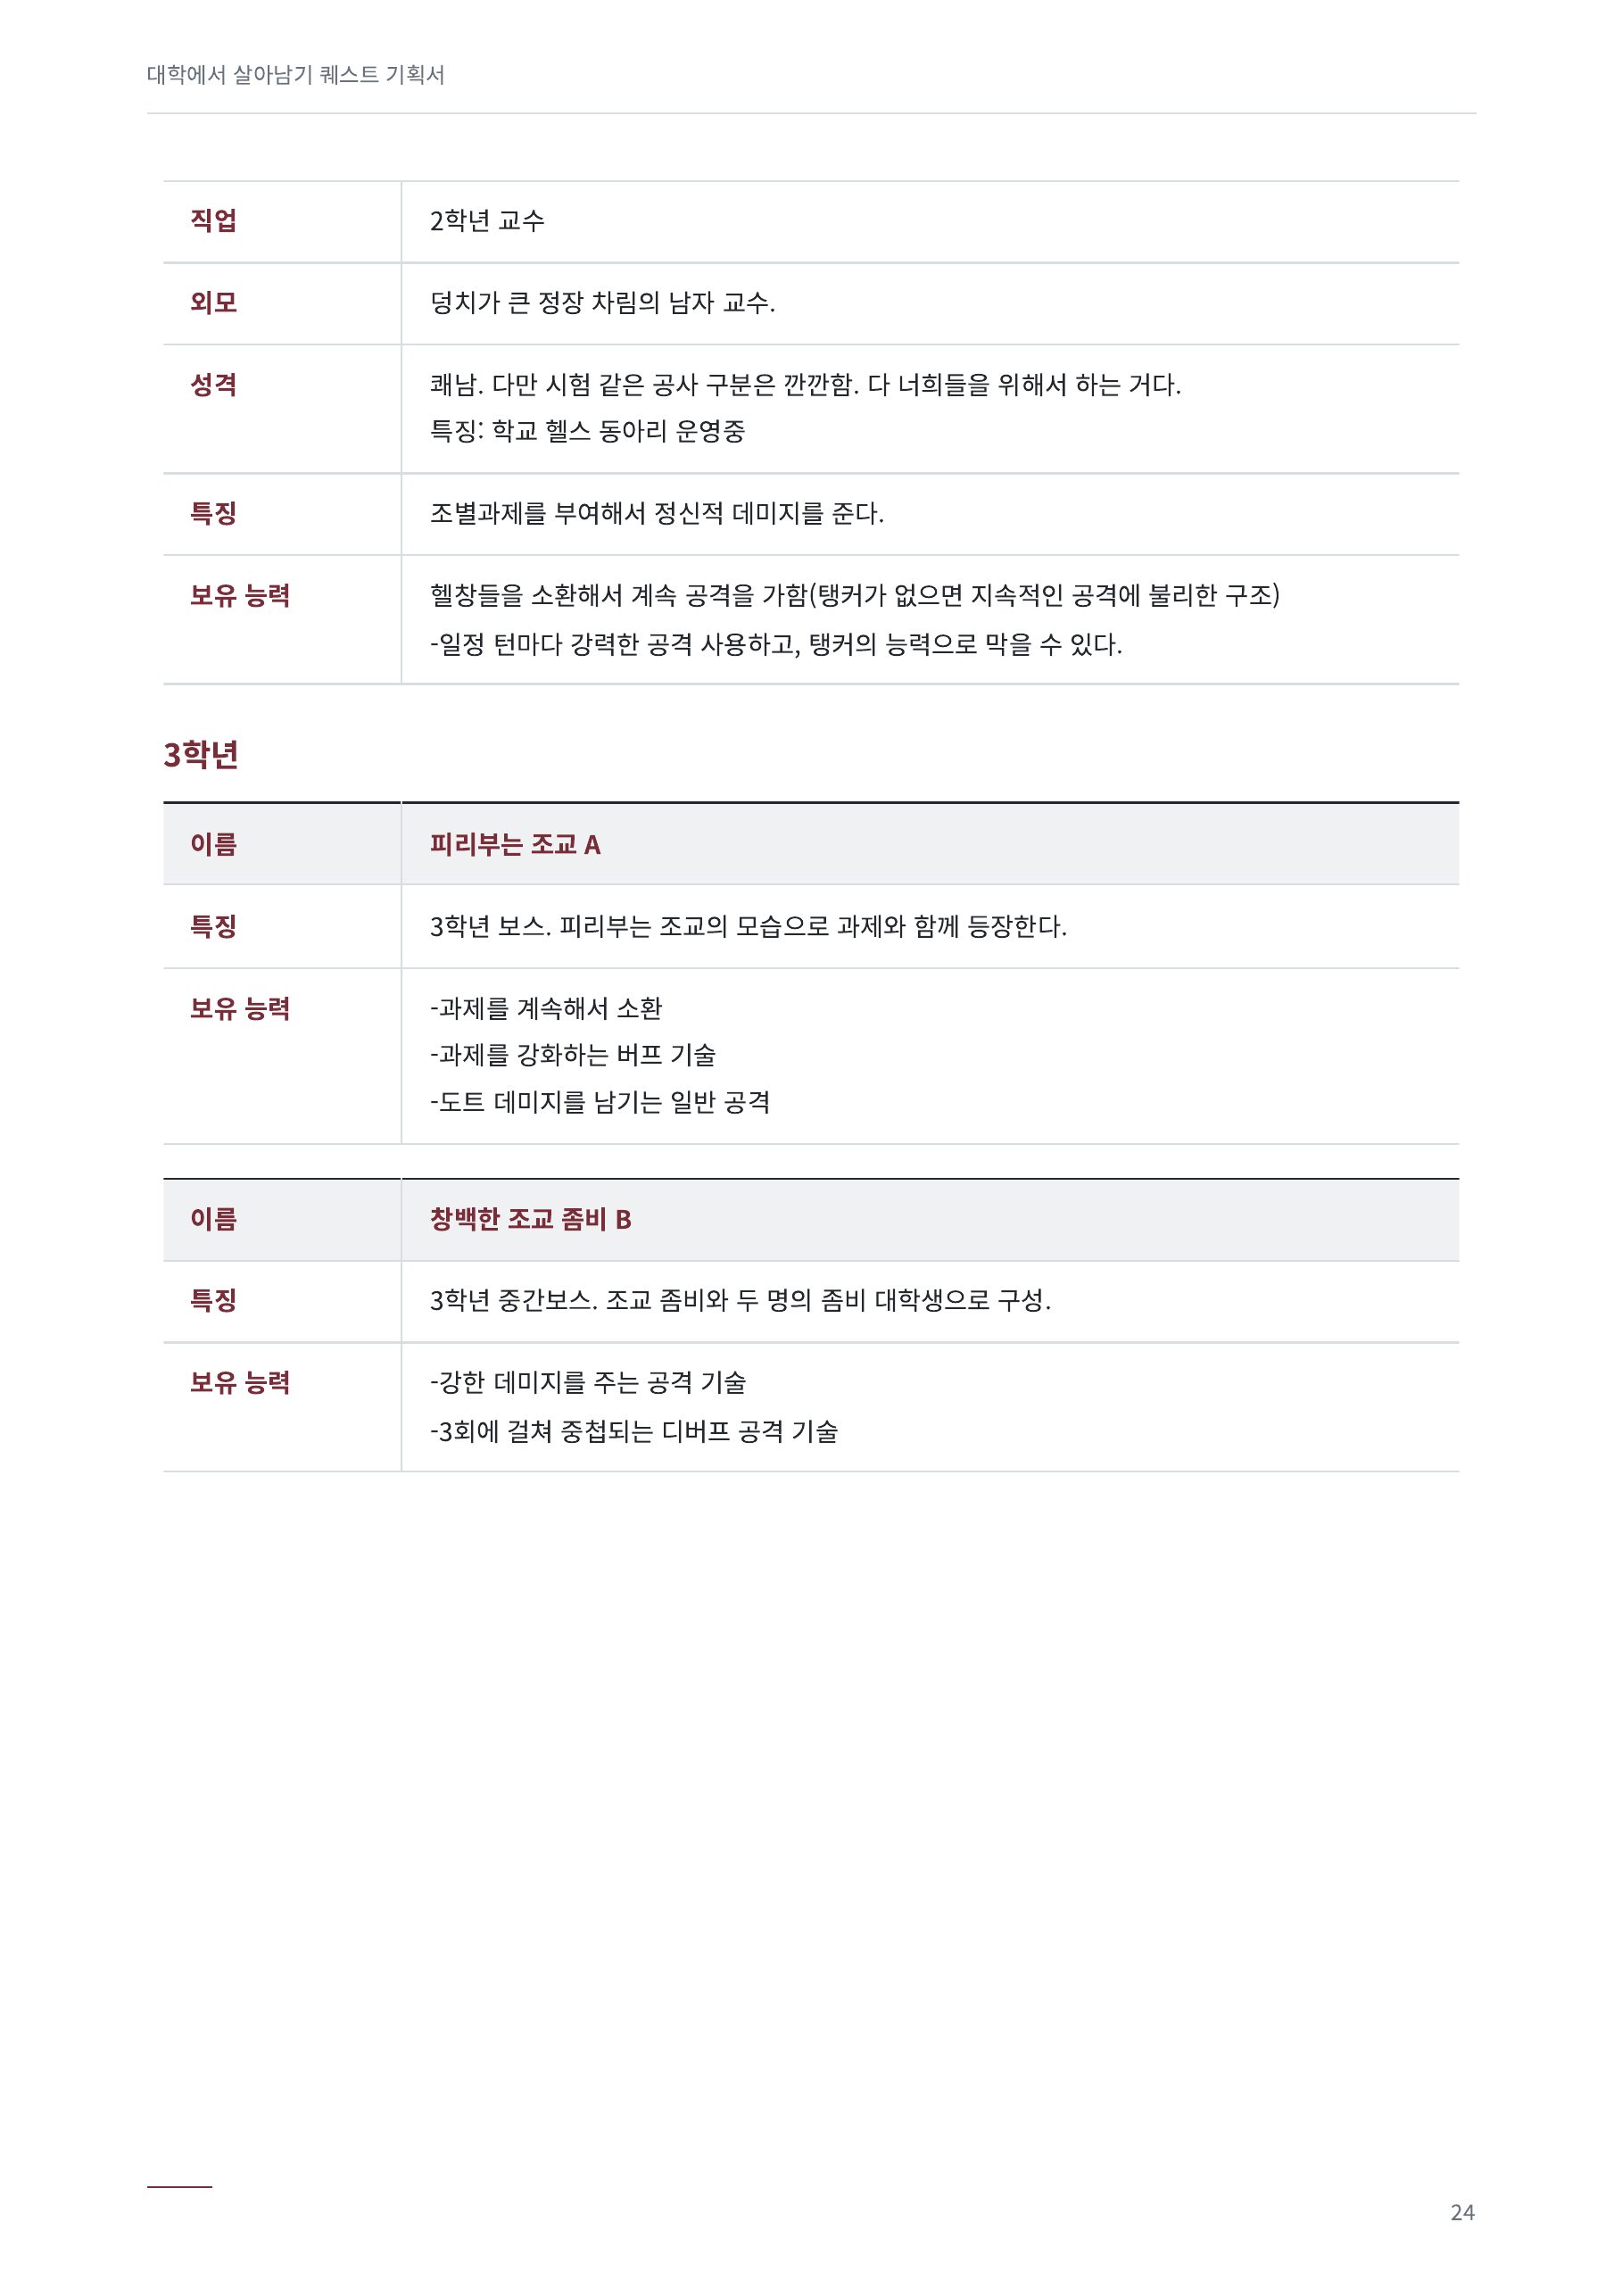 대학에서 살아남기 퀘스트 기획서
직업 2학년 교수
외모 덩치가 큰 정장 차림의 남자 교수.
성격 쾌남. 다만 시험 같은 공사 구분은 깐깐함. 다 너희들을 위해서 하는 거다.
특징: 학교 헬스 동아리 운영중
특징 조별과제를 부여해서 정신적 데미지를 준다.
보유 능력 헬창들을 소환해서 계속 공격을 가함(탱커가 없으면 지속적인 공격에 불리한 구조)
-일정 턴마다 강력한 공격 사용하고, 탱커의 능력으로 막을 수 있다.
3학년
이름 피리부는 조교 A
특징 3학년 보스. 피리부는 조교의 모습으로 과제와 함께 등장한다.
보유 능력 -과제를 계속해서 소환
-과제를 강화하는 버프 기술
-도트 데미지를 남기는 일반 공격
이름 창백한 조교 좀비 B
특징 3학년 중간보스. 조교 좀비와 두 명의 좀비 대학생으로 구성.
보유 능력 -강한 데미지를 주는 공격 기술
-3회에 걸쳐 중첩되는 디버프 공격 기술
24